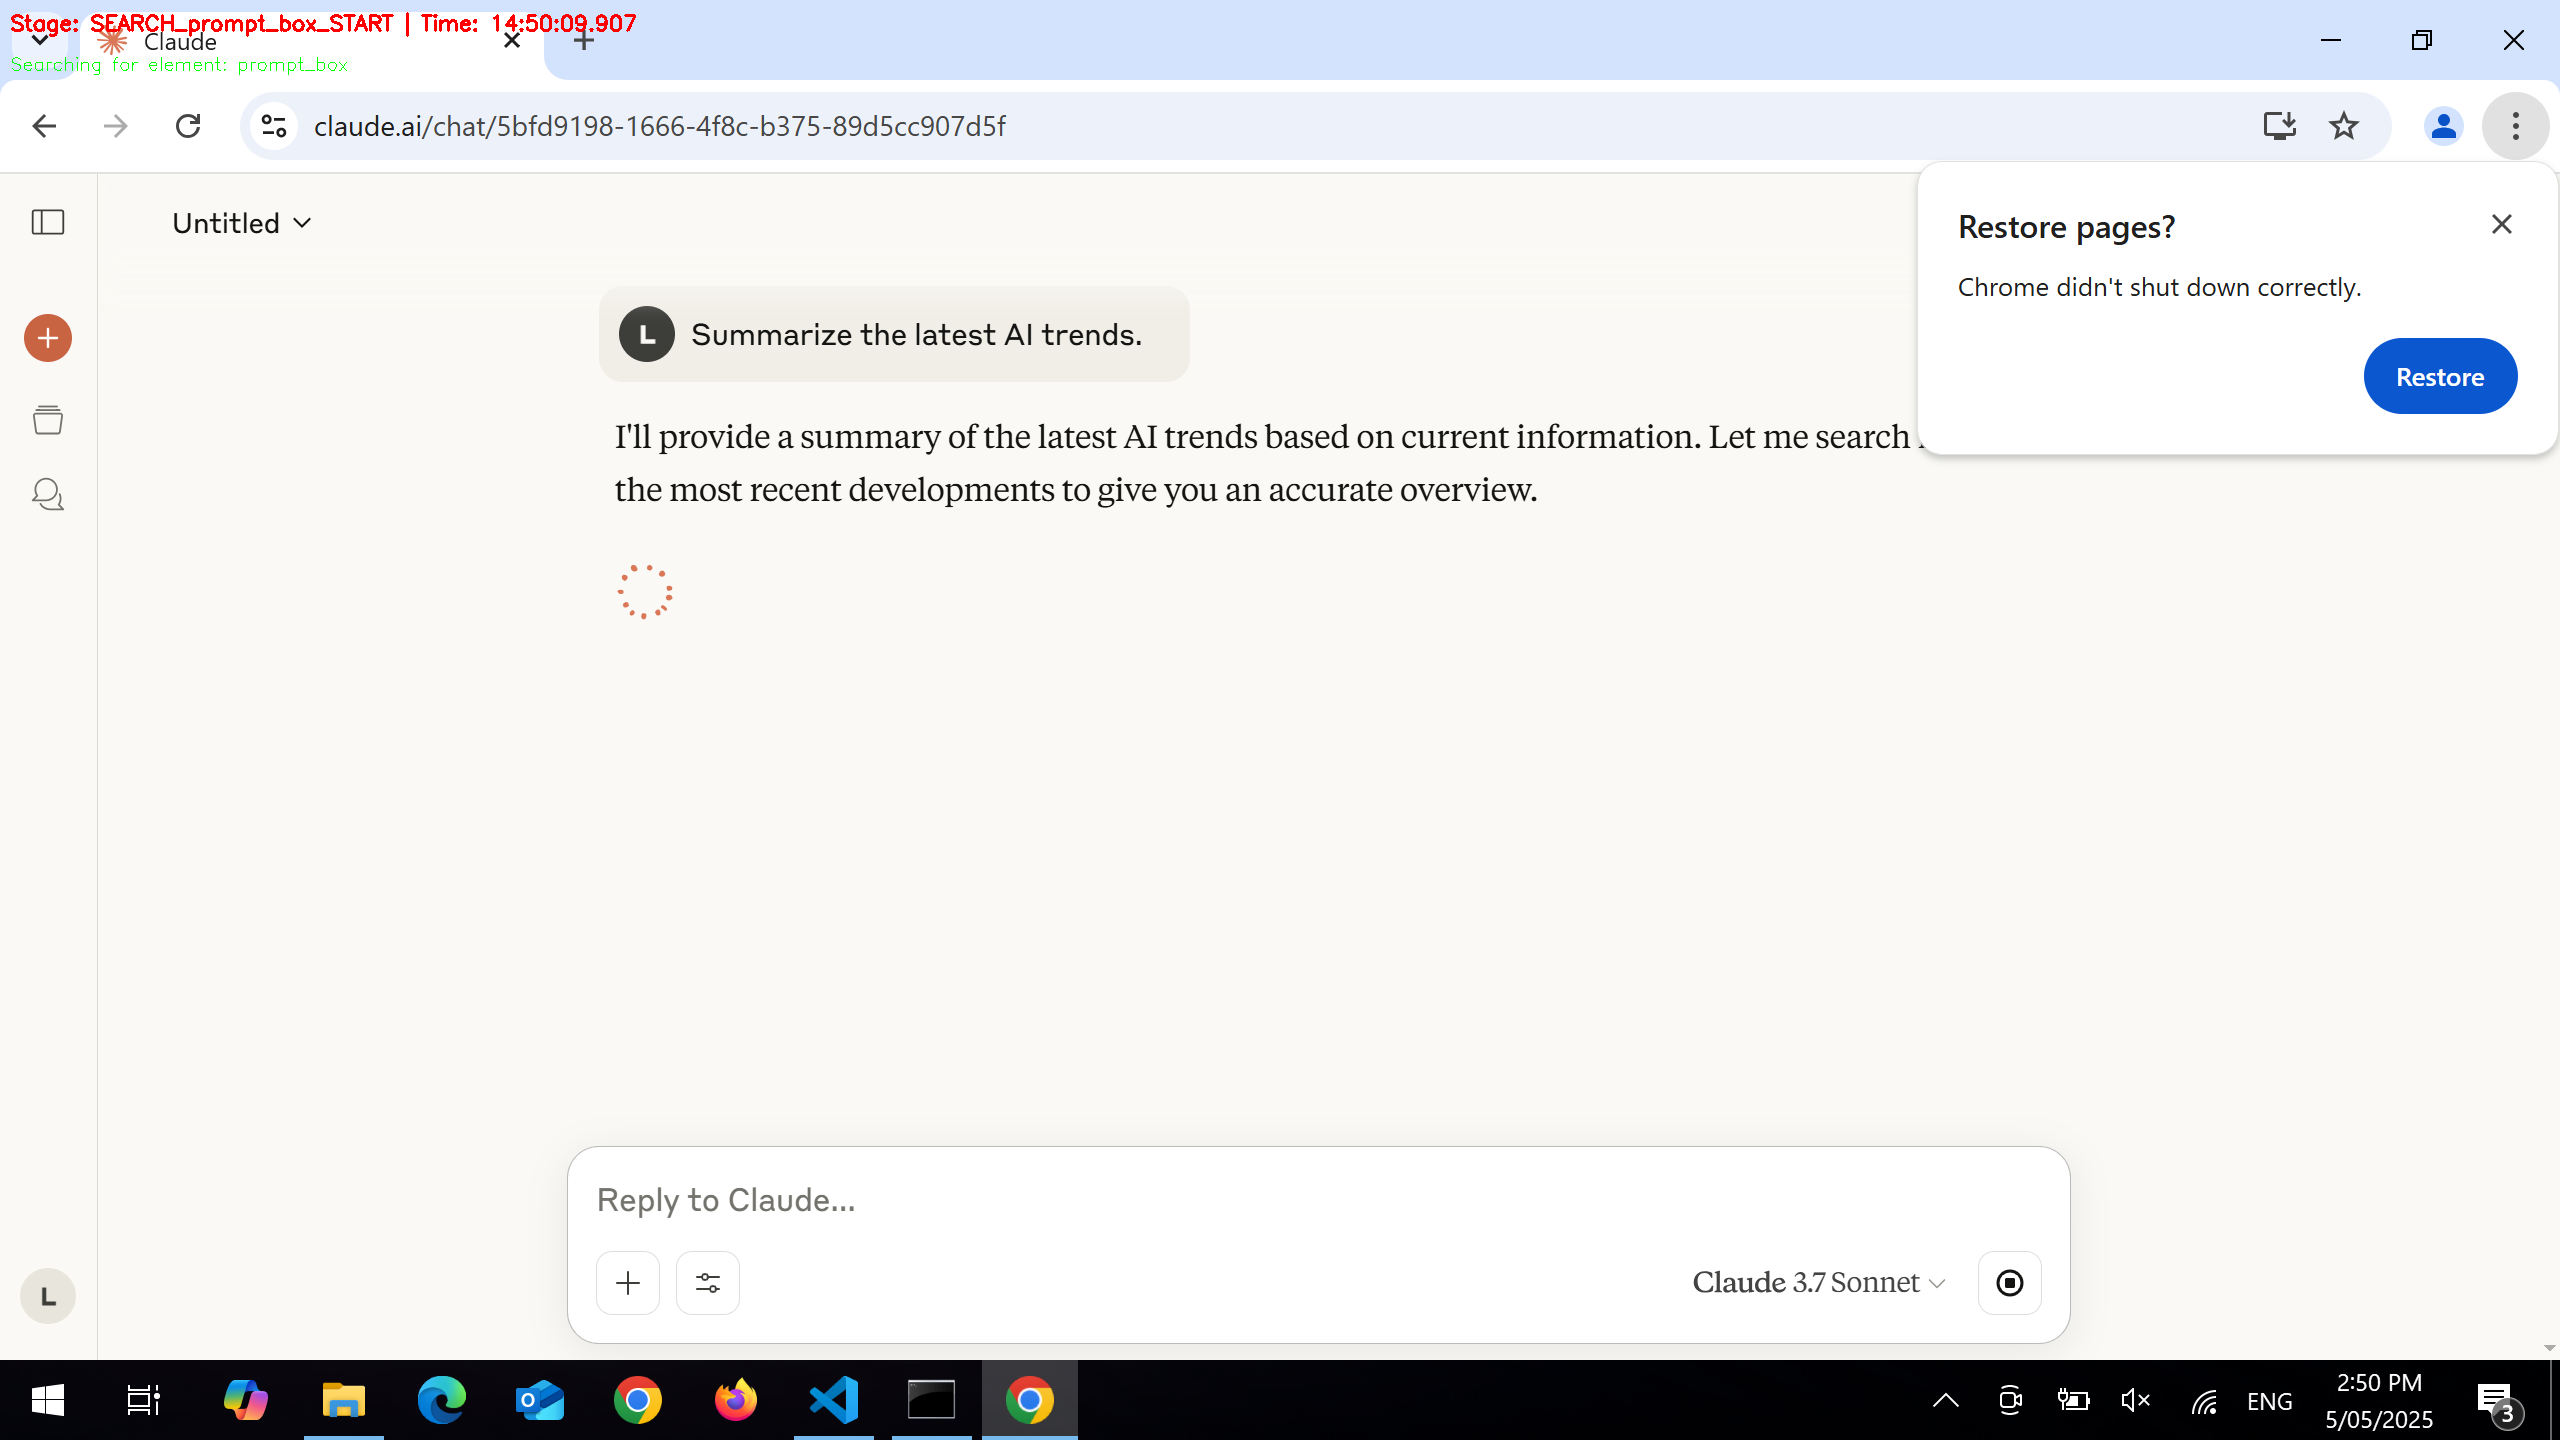 Stage: SEARCH_prompt_box_START | Time: 14:50:09.907
Claude
Searching for element: prompt_box
claude.ai/chat/5bfd9198-1666-4f8c-b375-89d5cc907d5f
Untitled
Restore pages?
Chrome didn't shut down correctly.
Restore
L
Summarize the latest AI trends.
I'll provide a summary of the latest AI trends based on current information. Let me search
the most recent developments to give you an accurate overview.
Reply to Claude...
Claude 3.7 Sonnet
L
ENG
2:50 PM
5/05/2025
3